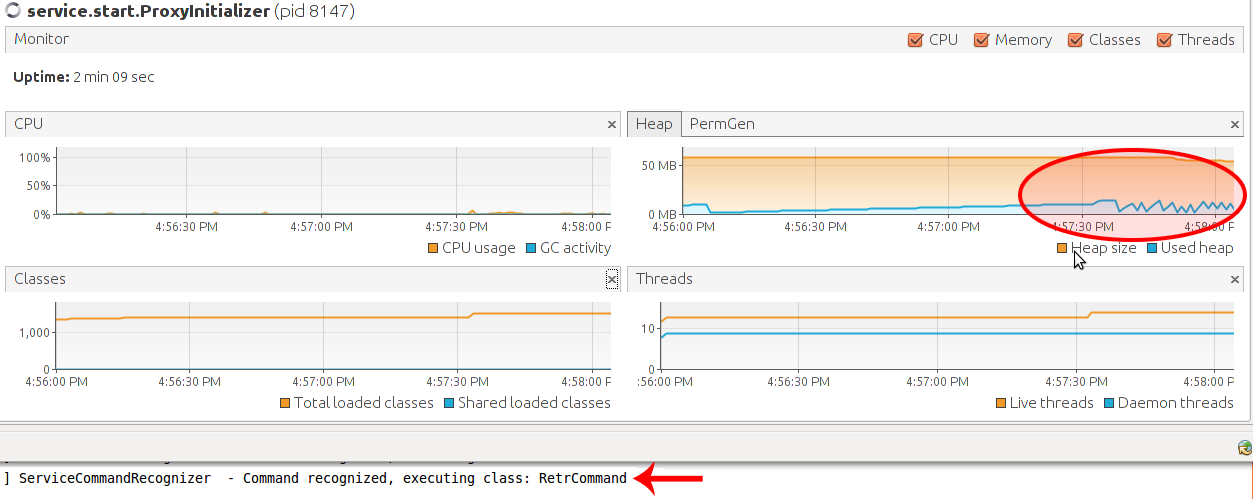 service.start.ProxyInitializer (pid 8147)
Monitor CPU Memory Classes Threads
Uptime: 2 min 09 sec
CPU
100%
50%
0%
4:56:30 PM 4:57:00 PM 4:57:30 PM 4:58:00 F
CPU usage GC activity
Heap PermGen
50 MB
0 MB
4:56:00 PM 4:56:30 PM 4:57:00 PM 4:57:30 PM 4:58:00 F
Heap size Used heap
Classes
1,000
0
4:56:00 PM 4:56:30 PM 4:57:00 PM 4:57:30 PM 4:58:00 F
Total loaded classes Shared loaded classes
Threads
10
0
:56:00 PM 4:56:30 PM 4:57:00 PM 4:57:30 PM 4:58:00 P
Live threads Daemon threads
] ServiceCommandRecognizer - Command recognized, executing class: RetrCommand